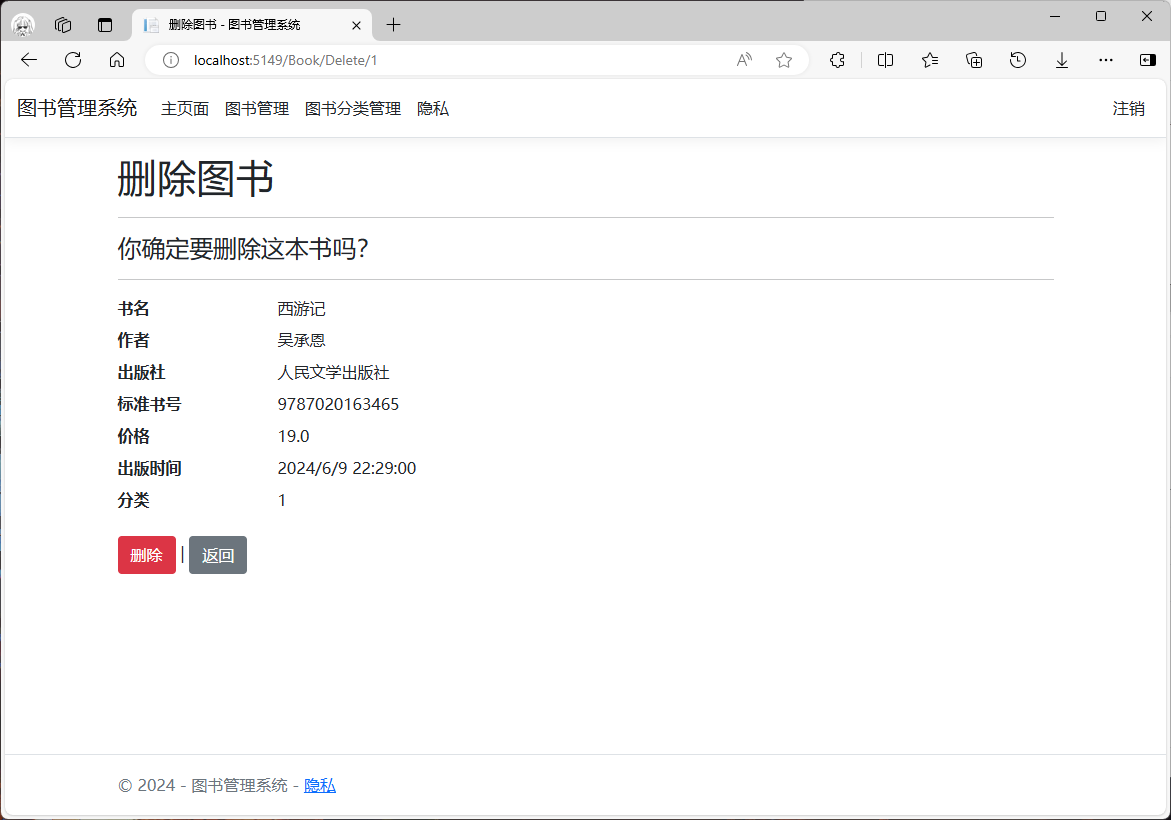 删除图书 - 图书管理系统
localhost:5149/Book/Delete/1
图书管理系统 主页面 图书管理 图书分类管理 隐私 注销
删除图书
你确定要删除这本书吗？
书名 西游记
作者 吴承恩
出版社 人民文学出版社
标准书号 9787020163465
价格 19.0
出版时间 2024/6/9 22:29:00
分类 1
删除 | 返回
© 2024 - 图书管理系统 - 隐私